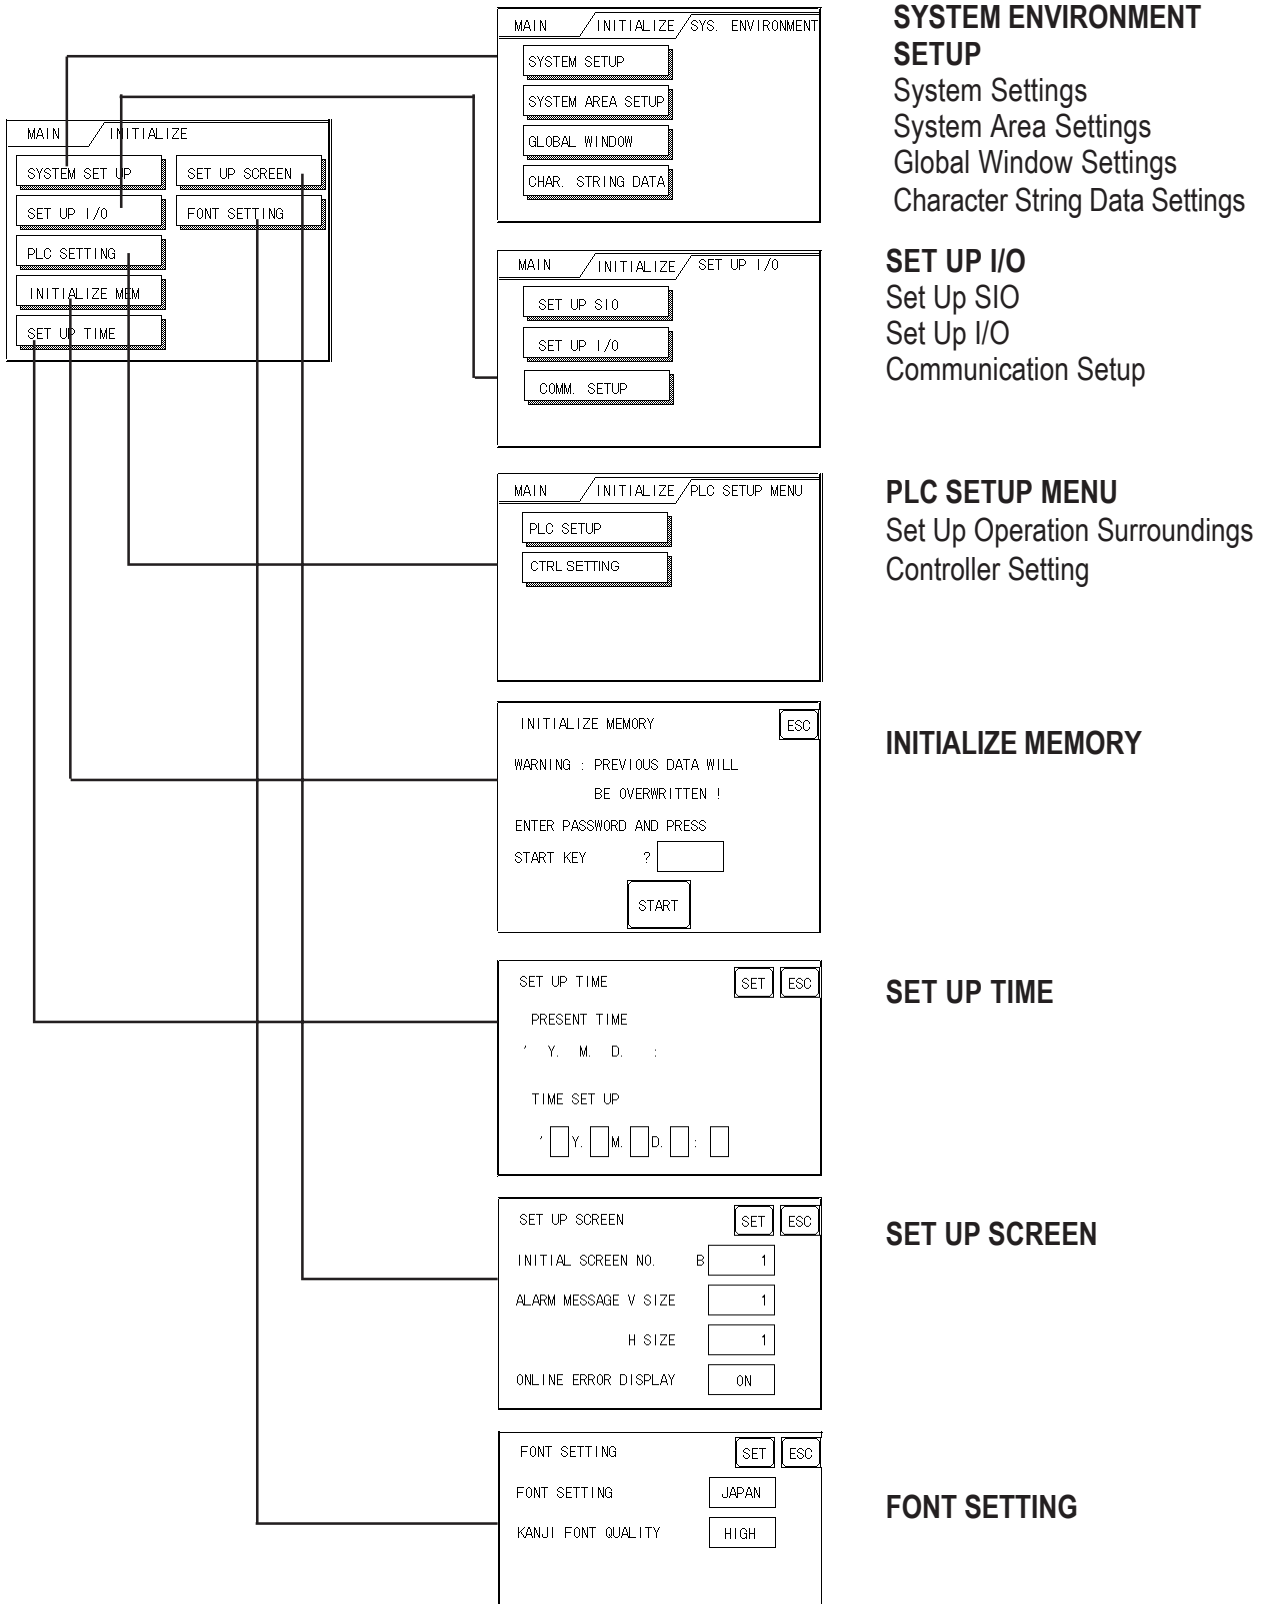 MAIN INITIALIZE
SYSTEM SET UP SET UP SCREEN
SET UP I/O FONT SETTING
PLC SETTING
INITIALIZE MEM
SET UP TIME
MAIN INITIALIZE SYS. ENVIRONMENT
SYSTEM SETUP
SYSTEM AREA SETUP
GLOBAL WINDOW
CHAR. STRING DATA
SYSTEM ENVIRONMENT
SETUP
System Settings
System Area Settings
Global Window Settings
Character String Data Settings
MAIN INITIALIZE SET UP I/O
SET UP SIO
SET UP I/O
COMM. SETUP
SET UP I/O
Set Up SIO
Set Up I/O
Communication Setup
MAIN INITIALIZE PLC SETUP MENU
PLC SETUP
CTRL SETTING
PLC SETUP MENU
Set Up Operation Surroundings
Controller Setting
INITIALIZE MEMORY ESC
WARNING : PREVIOUS DATA WILL
BE OVERWRITTEN !
ENTER PASSWORD AND PRESS
START KEY ?
START
INITIALIZE MEMORY
SET UP TIME SET ESC
PRESENT TIME
' Y. M. D. :
TIME SET UP
' Y. M. D. :
SET UP TIME
SET UP SCREEN SET ESC
INITIAL SCREEN NO. B 1
ALARM MESSAGE V SIZE 1
H SIZE 1
ONLINE ERROR DISPLAY ON
SET UP SCREEN
FONT SETTING SET ESC
FONT SETTING JAPAN
KANJI FONT QUALITY HIGH
FONT SETTING